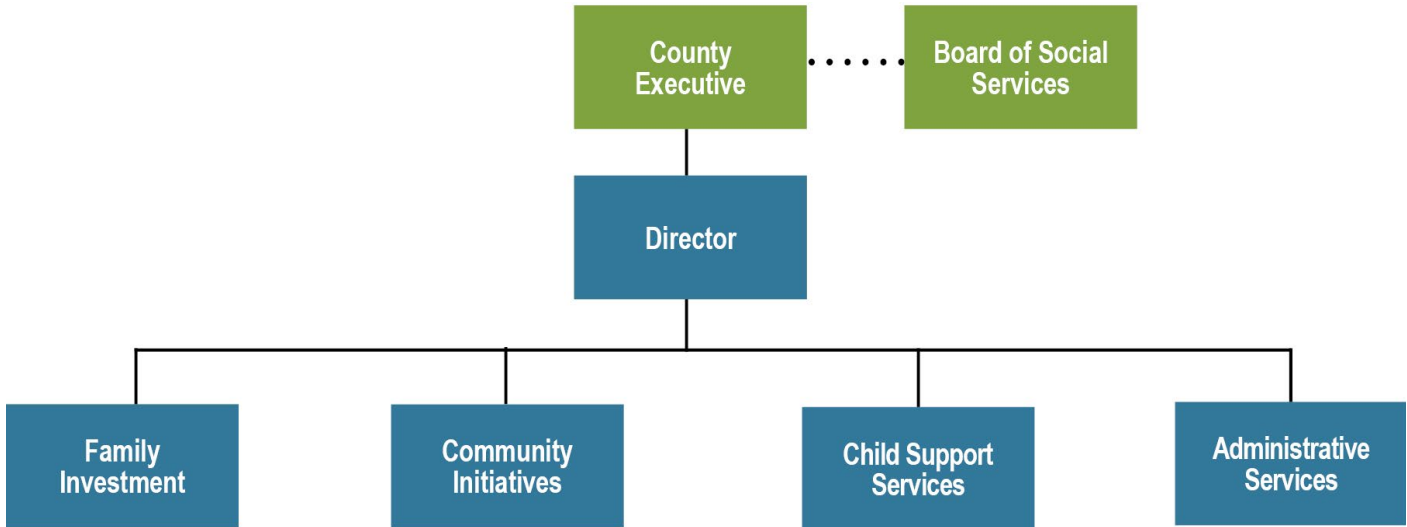 County
Executive
Board of Social
Services
Director
Family
Investment
Community
Initiatives
Child Support
Services
Administrative
Services